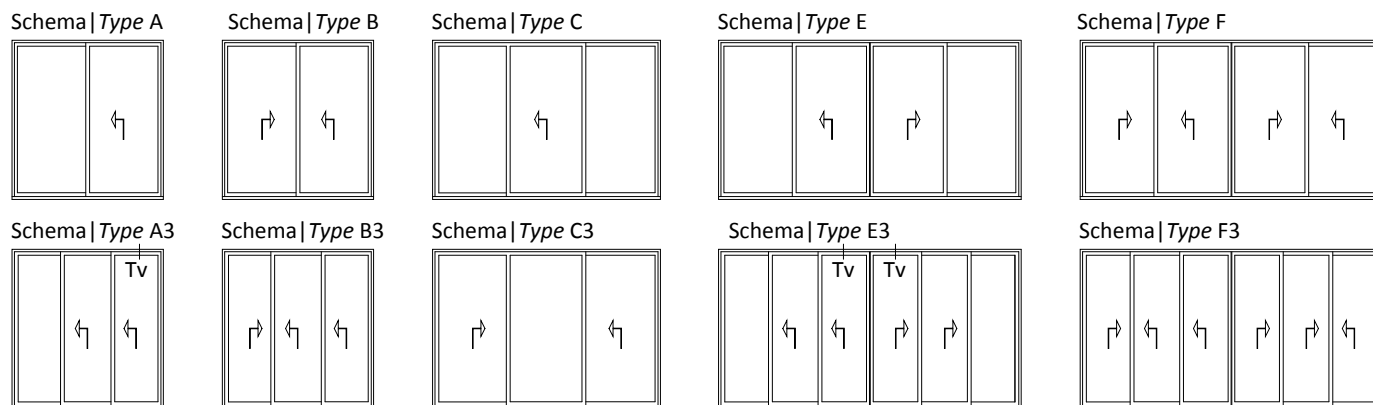 Schema|Type A
Schema|Type B
Schema|Type C
Schema|Type E
Schema|Type F
Schema|Type A3
Schema|Type B3
Schema|Type C3
Schema|Type E3
Schema|Type F3
Tv
Tv
Tv